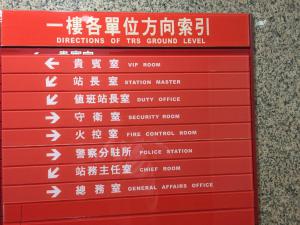 一樓各單位方向索引
DIRECTIONS OF TRS GROUND LEVEL
← 貴賓室 VIP ROOM
↙ 站長室 STATION MASTER
↙ 值班站長室 DUTY OFFICE
→ 守衛室 SECURITY ROOM
→ 火控室 FIRE CONTROL ROOM
→ 警察分駐所 POLICE STATION
↙ 站務主任室 CHIEF ROOM
→ 總務室 GENERAL AFFAIRS OFFICE